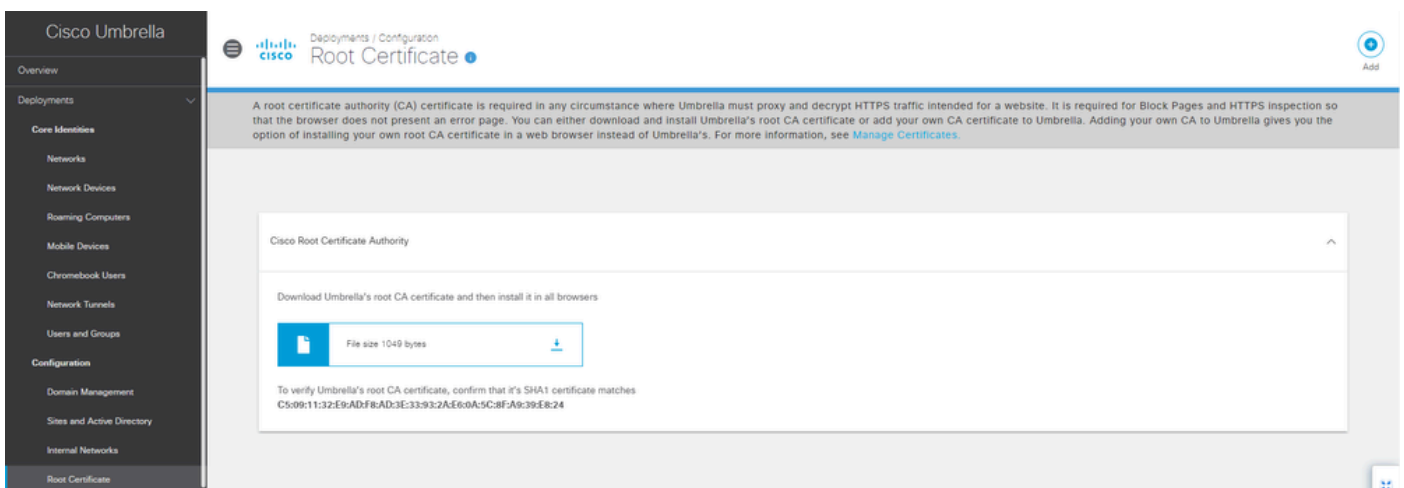 Cisco Umbrella
Overview
Deployments
Core Identities
Networks
Network Devices
Roaming Computers
Mobile Devices
Chromebook Users
Network Tunnels
Users and Groups
Configuration
Domain Management
Sites and Active Directory
Internal Networks
Root Certificate
CISCO
Deployments / Configuration
Root Certificate
Add
A root certificate authority (CA) certificate is required in any circumstance where Umbrella must proxy and decrypt HTTPS traffic intended for a website. It is required for Block Pages and HTTPS inspection so
that the browser does not present an error page. You can either download and install Umbrella's root CA certificate or add your own CA certificate to Umbrella. Adding your own CA to Umbrella gives you the
option of installing your own root CA certificate in a web browser instead of Umbrella's. For more information, see Manage Certificates.
Cisco Root Certificate Authority
Download Umbrella's root CA certificate and then install it in all browsers
File size 1049 bytes
To verify Umbrella's root CA certificate, confirm that it's SHA1 certificate matches
C5:09:11:32:E9:AD:F8:AD:3E:33:93:2A:E6:0A:5C:8F:A9:39:E8:24